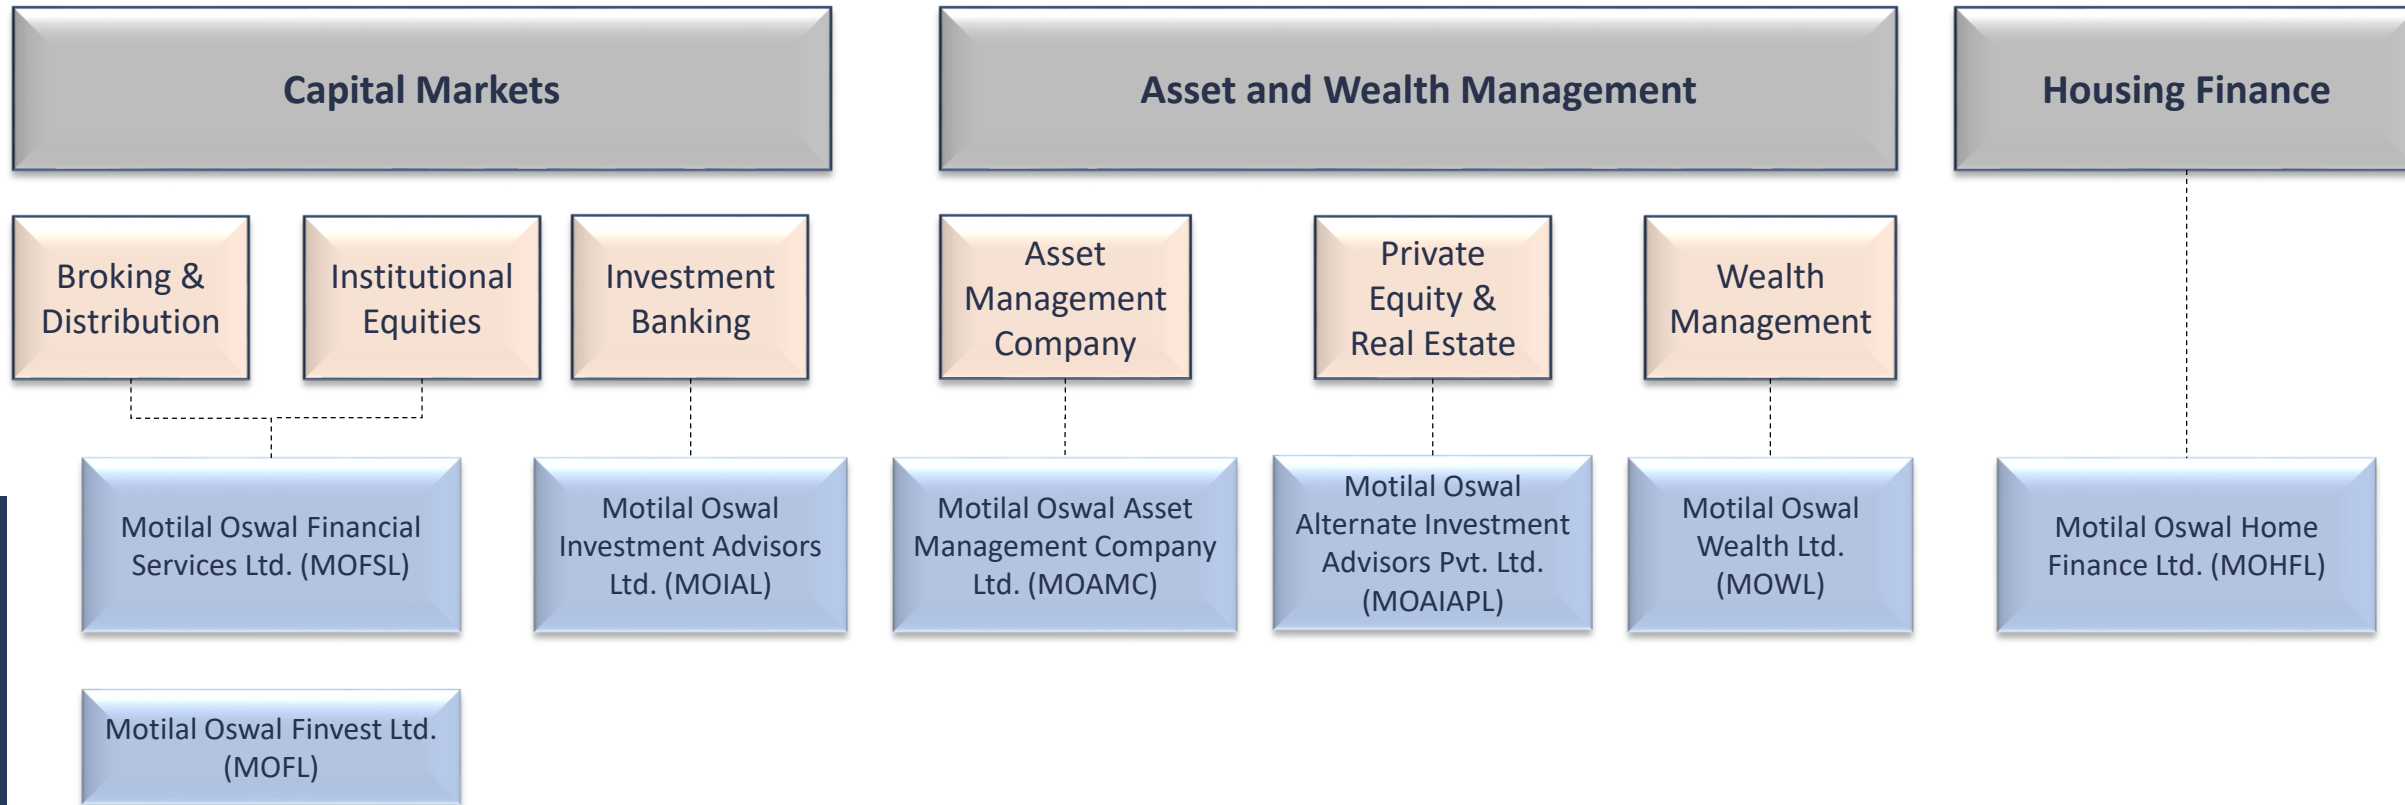 Capital Markets
Asset and Wealth Management
Housing Finance
Broking &
Distribution
Institutional
Equities
Investment
Banking
Asset
Management
Company
Private
Equity &
Real Estate
Wealth
Management
Motilal Oswal Financial
Services Ltd. (MOFSL)
Motilal Oswal
Investment Advisors
Ltd. (MOIAL)
Motilal Oswal Asset
Management Company
Ltd. (MOAMC)
Motilal Oswal
Alternate Investment
Advisors Pvt. Ltd.
(MOAIAPL)
Motilal Oswal
Wealth Ltd.
(MOWL)
Motilal Oswal Home
Finance Ltd. (MOHFL)
Motilal Oswal Finvest Ltd.
(MOFL)